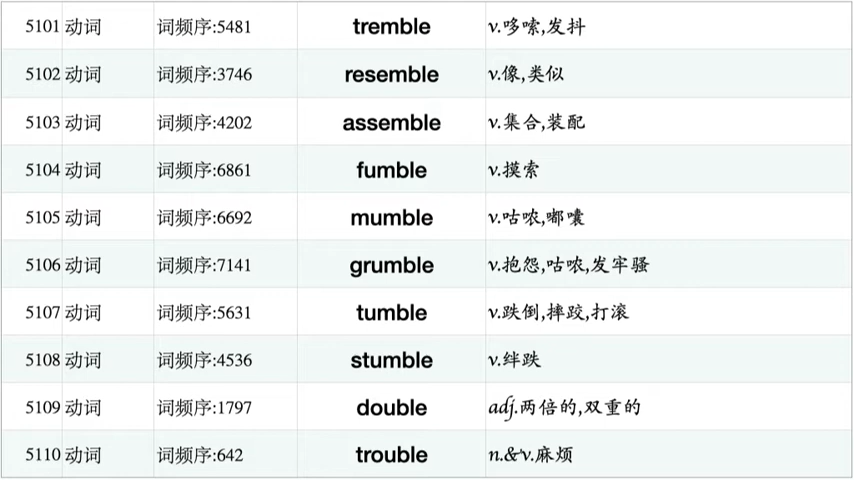 5101 动词 词频序:5481 tremble v.哆嗦,发抖
5102 动词 词频序:3746 resemble v.像,类似
5103 动词 词频序:4202 assemble v.集合,装配
5104 动词 词频序:6861 fumble v.摸索
5105 动词 词频序:6692 mumble v.咕哝,嘟囔
5106 动词 词频序:7141 grumble v.抱怨,咕哝,发牢骚
5107 动词 词频序:5631 tumble v.跌倒,摔跤,打滚
5108 动词 词频序:4536 stumble v.绊跌
5109 动词 词频序:1797 double adj.两倍的,双重的
5110 动词 词频序:642 trouble n.&v.麻烦